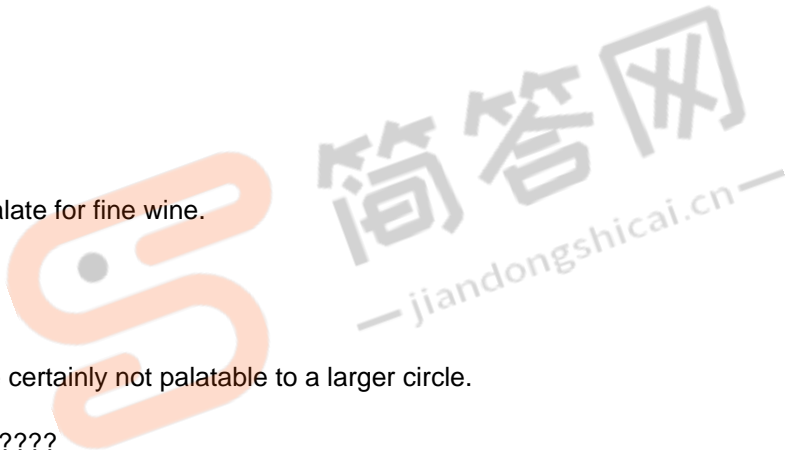 简答网
alate for fine wine.
jiandongshicai.cn
certainly not palatable to a larger circle.
????